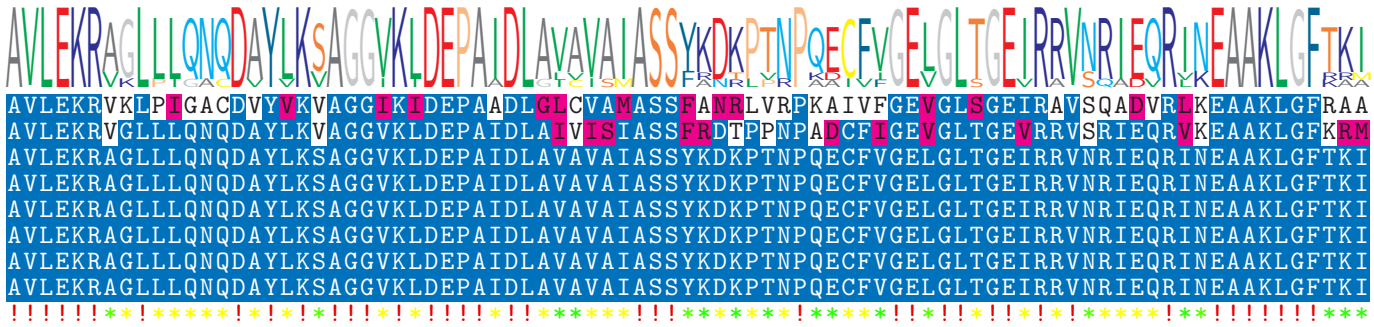 AVLEKRAGLLLQNQDAYLKSAGGVKLDEPAIDLAVAVAIASSYKDKPTNPQECFVGELGLTGEIRRVNRIEQRINEAAKLGFTKI
AVLEKRVKLPIGACDVYVKVAGGIKIDEPAADLGLCVAMASSFANRLVRPKAIVFGEVGLSGEIRAVSQADVRLKEAAKLGFRAA
AVLEKRVGLLLQNQDAYLKVAGGVKLDEPAIDLAIVISIASSFRDTPPNPADCFIGEVGLTGEVRRVSRIEQRVKEAAKLGFKRM
AVLEKRAGLLLQNQDAYLKSAGGVKLDEPAIDLAVAVAIASSYKDKPTNPQECFVGELGLTGEIRRVNRIEQRINEAAKLGFTKI
AVLEKRAGLLLQNQDAYLKSAGGVKLDEPAIDLAVAVAIASSYKDKPTNPQECFVGELGLTGEIRRVNRIEQRINEAAKLGFTKI
AVLEKRAGLLLQNQDAYLKSAGGVKLDEPAIDLAVAVAIASSYKDKPTNPQECFVGELGLTGEIRRVNRIEQRINEAAKLGFTKI
AVLEKRAGLLLQNQDAYLKSAGGVKLDEPAIDLAVAVAIASSYKDKPTNPQECFVGELGLTGEIRRVNRIEQRINEAAKLGFTKI
AVLEKRAGLLLQNQDAYLKSAGGVKLDEPAIDLAVAVAIASSYKDKPTNPQECFVGELGLTGEIRRVNRIEQRINEAAKLGFTKI
AVLEKRAGLLLQNQDAYLKSAGGVKLDEPAIDLAVAVAIASSYKDKPTNPQECFVGELGLTGEIRRVNRIEQRINEAAKLGFTKI
!!!!!!**!*****!*!*!*!!!*!*!!!!*!!******!!!*******!*****!!*!!*!!*!*!*****!**!!!!!!!***